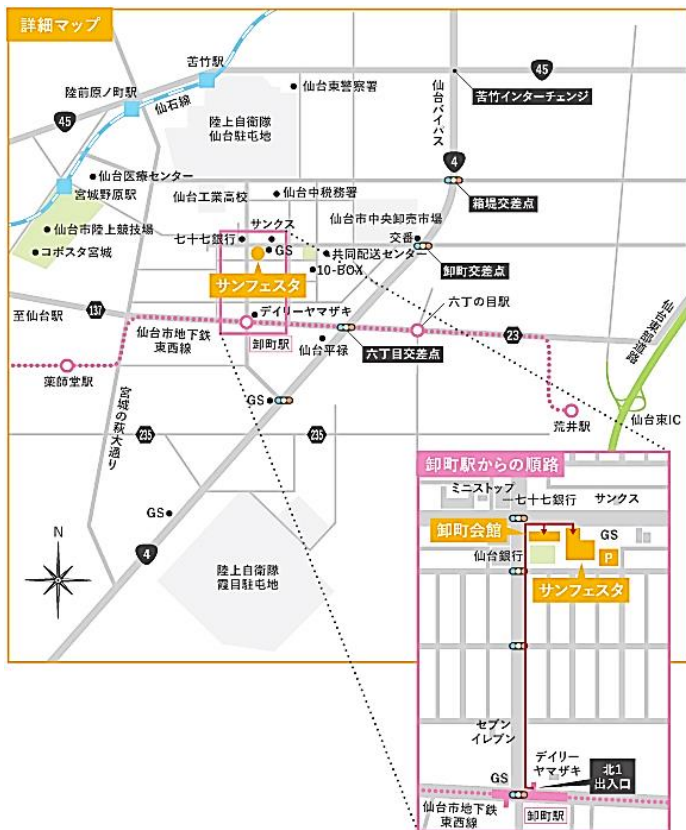 詳細マップ
苦竹駅
陸前原ノ町駅
仙石線
45
仙台東警察署
45
苦竹インターチェンジ
陸上自衛隊
仙台駐屯地
仙台バイパス
4
仙台医療センター
宮城野原駅
仙台工業高校
仙台中税務署
箱堤交差点
仙台市陸上競技場
コボスタ宮城
サンクス
七十七銀行
GS
仙台市中央卸売市場
交番
共同配送センター
卸町交差点
10-BOX
サンフェスタ
デイリーヤマザキ
六丁の目駅
至仙台駅
137
仙台市地下鉄
東西線
卸町駅
仙台平禄
六丁目交差点
23
仙台東部道路
薬師堂駅
宮城の萩大通り
GS
荒井駅
仙台東IC
235
235
GS
4
N
陸上自衛隊
霞目駐屯地
卸町駅からの順路
ミニストップ
七十七銀行
サンクス
卸町会館
GS
仙台銀行
P
サンフェスタ
セブン
イレブン
デイリー
ヤマザキ
北1
出入口
GS
仙台市地下鉄
東西線
卸町駅